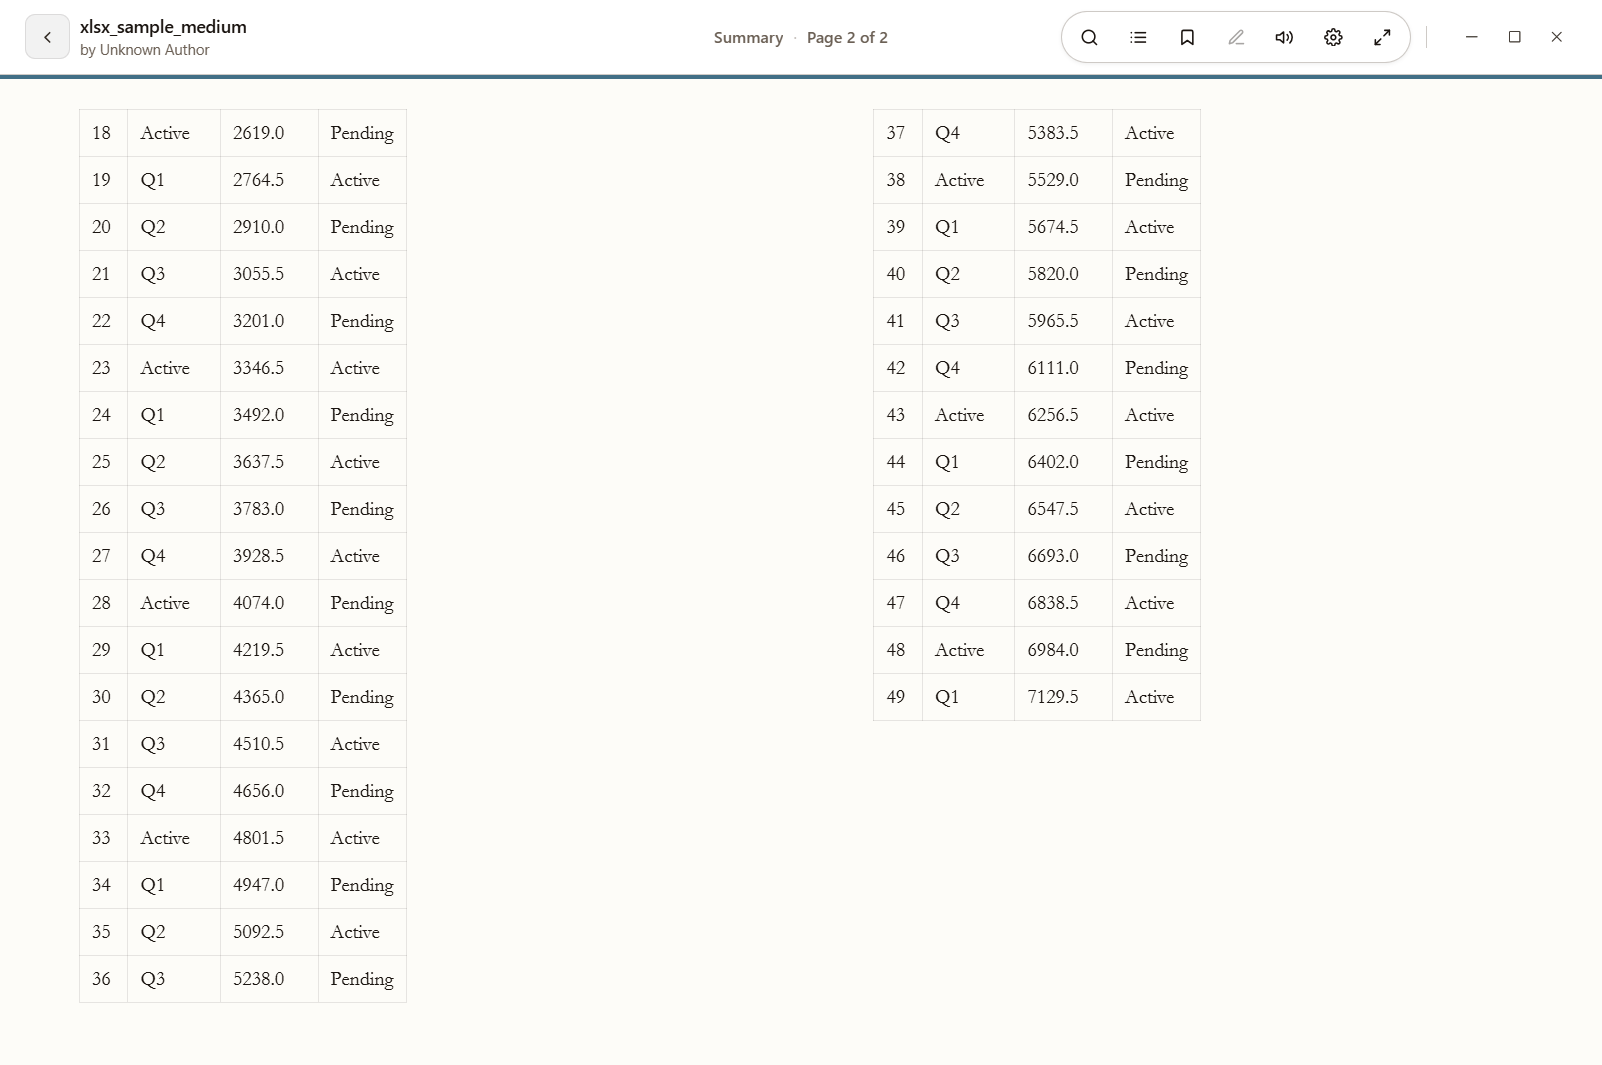 xlsx_sample_medium
by Unknown Author
Summary · Page 2 of 2
18 Active 2619.0 Pending
19 Q1 2764.5 Active
20 Q2 2910.0 Pending
21 Q3 3055.5 Active
22 Q4 3201.0 Pending
23 Active 3346.5 Active
24 Q1 3492.0 Pending
25 Q2 3637.5 Active
26 Q3 3783.0 Pending
27 Q4 3928.5 Active
28 Active 4074.0 Pending
29 Q1 4219.5 Active
30 Q2 4365.0 Pending
31 Q3 4510.5 Active
32 Q4 4656.0 Pending
33 Active 4801.5 Active
34 Q1 4947.0 Pending
35 Q2 5092.5 Active
36 Q3 5238.0 Pending
37 Q4 5383.5 Active
38 Active 5529.0 Pending
39 Q1 5674.5 Active
40 Q2 5820.0 Pending
41 Q3 5965.5 Active
42 Q4 6111.0 Pending
43 Active 6256.5 Active
44 Q1 6402.0 Pending
45 Q2 6547.5 Active
46 Q3 6693.0 Pending
47 Q4 6838.5 Active
48 Active 6984.0 Pending
49 Q1 7129.5 Active